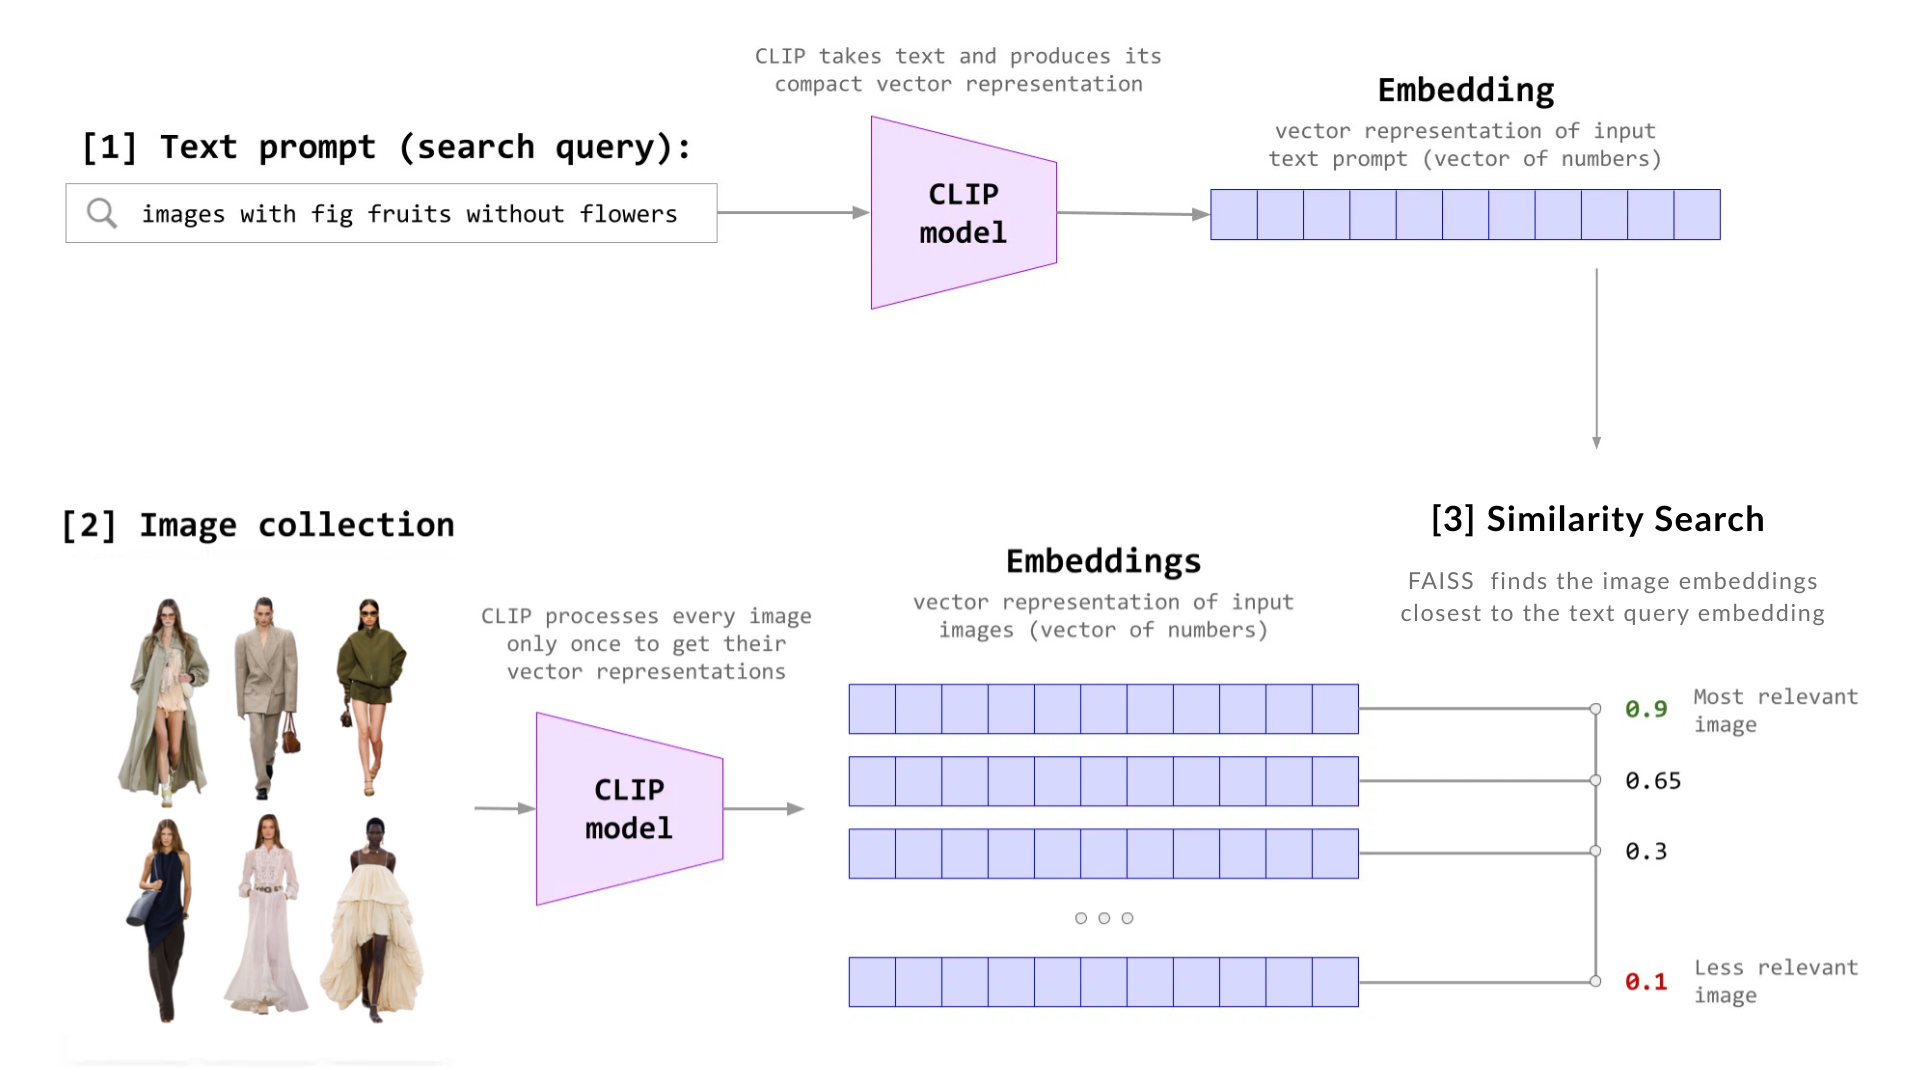 CLIP takes text and produces its
compact vector representation
Embedding
vector representation of input
text prompt (vector of numbers)
[1] Text prompt (search query):
images with fig fruits without flowers
CLIP
model
[2] Image collection
CLIP processes every image
only once to get their
vector representations
CLIP
model
Embeddings
vector representation of input
images (vector of numbers)
[3] Similarity Search
FAISS finds the image embeddings
closest to the text query embedding
0.9
Most relevant
image
0.65
0.3
0.1
Less relevant
image